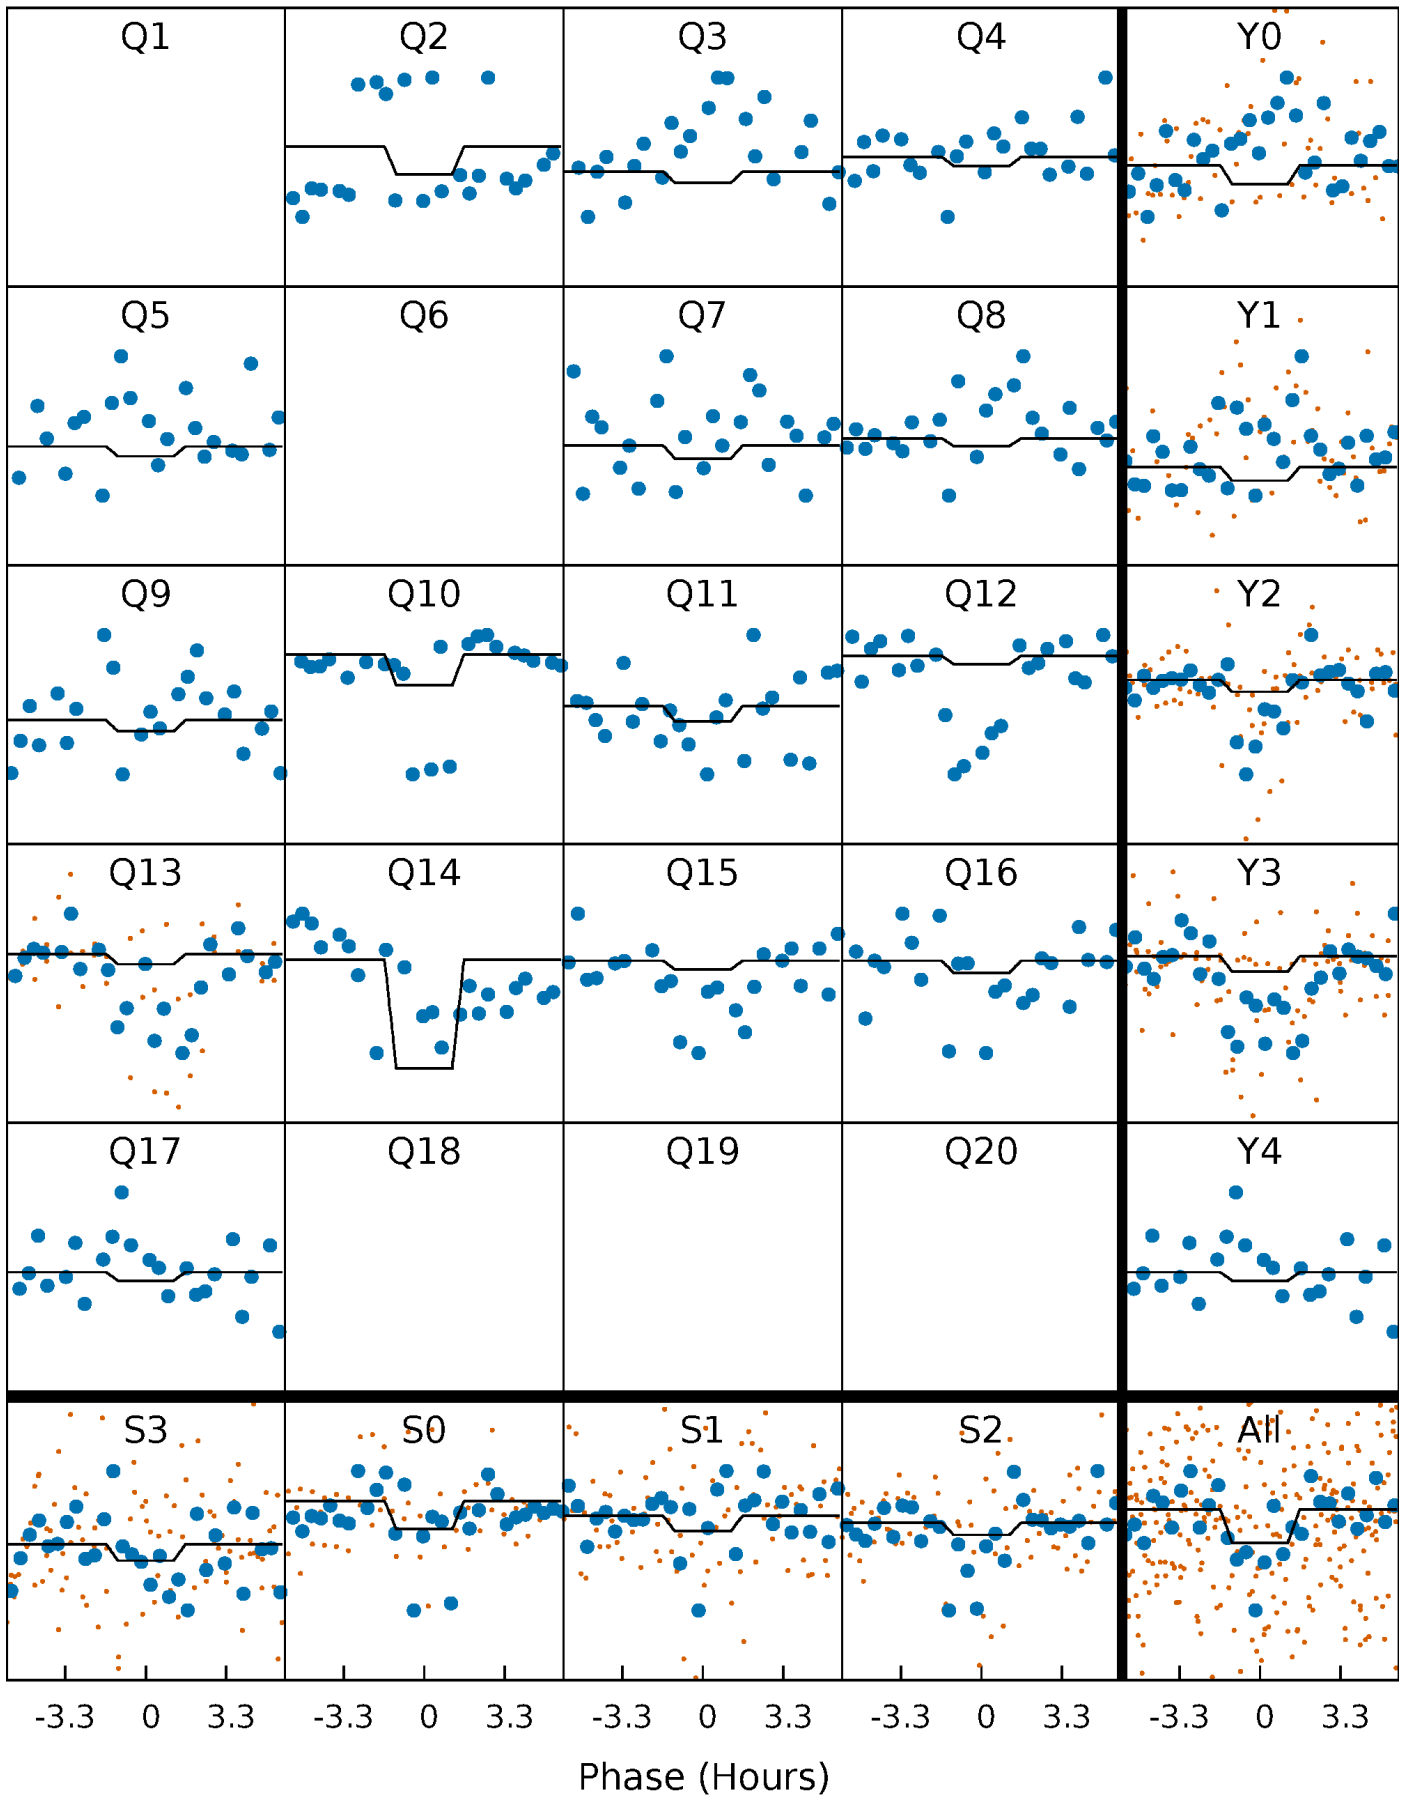 Q1 Q2 Q3 Q4 Y0
Q5 Q6 Q7 Q8 Y1
Q9 Q10 Q11 Q12 Y2
Q13 Q14 Q15 Q16 Y3
Q17 Q18 Q19 Q20 Y4
S3 S0 S1 S2 All
-3.3 0 3.3 -3.3 0 3.3 -3.3 0 3.3 -3.3 0 3.3 -3.3 0 3.3
Phase (Hours)